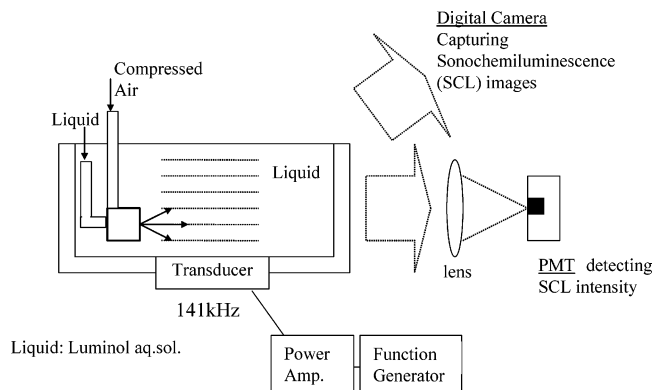 Digital Camera
Capturing
Sonochemiluminescence
(SCL) images
Compressed
Air
Liquid
Liquid
Transducer
141kHz
lens
PMT detecting
SCL intensity
Liquid: Luminol aq.sol.
Power
Amp.
Function
Generator